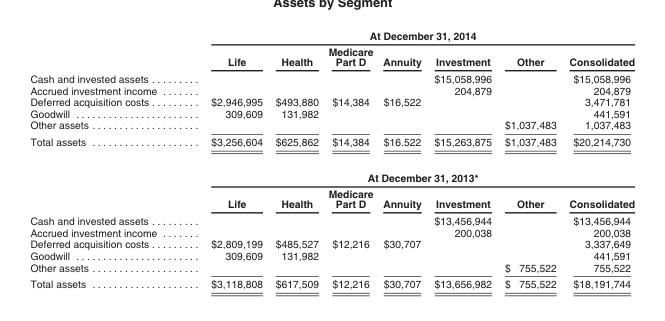 Assets by Segment
At December 31, 2014
Life Health Medicare Part D Annuity Investment Other Consolidated
Cash and invested assets ......... $15,058,996 $15,058,996
Accrued investment income ...... 204,879 204,879
Deferred acquisition costs ......... $2,946,995 $493,880 $14,384 $16,522 3,471,781
Goodwill ..................... 309,609 131,982 441,591
Other assets .................. $1,037,483 1,037,483
Total assets .................. $3,256,604 $625,862 $14,384 $16.522 $15,263,875 $1,037,483 $20,214,730
At December 31, 2013*
Life Health Medicare Part D Annuity Investment Other Consolidated
Cash and invested assets ......... $13,456,944 $13,456,944
Accrued investment income ...... 200,038 200,038
Deferred acquisition costs ......... $2,809,199 $485,527 $12,216 $30,707 3,337,649
Goodwill ..................... 309,609 131,982 441,591
Other assets .................. $ 755,522 755,522
Total assets .................. $3,118,808 $617,509 $12,216 $30,707 $13,656,982 $ 755,522 $18,191,744